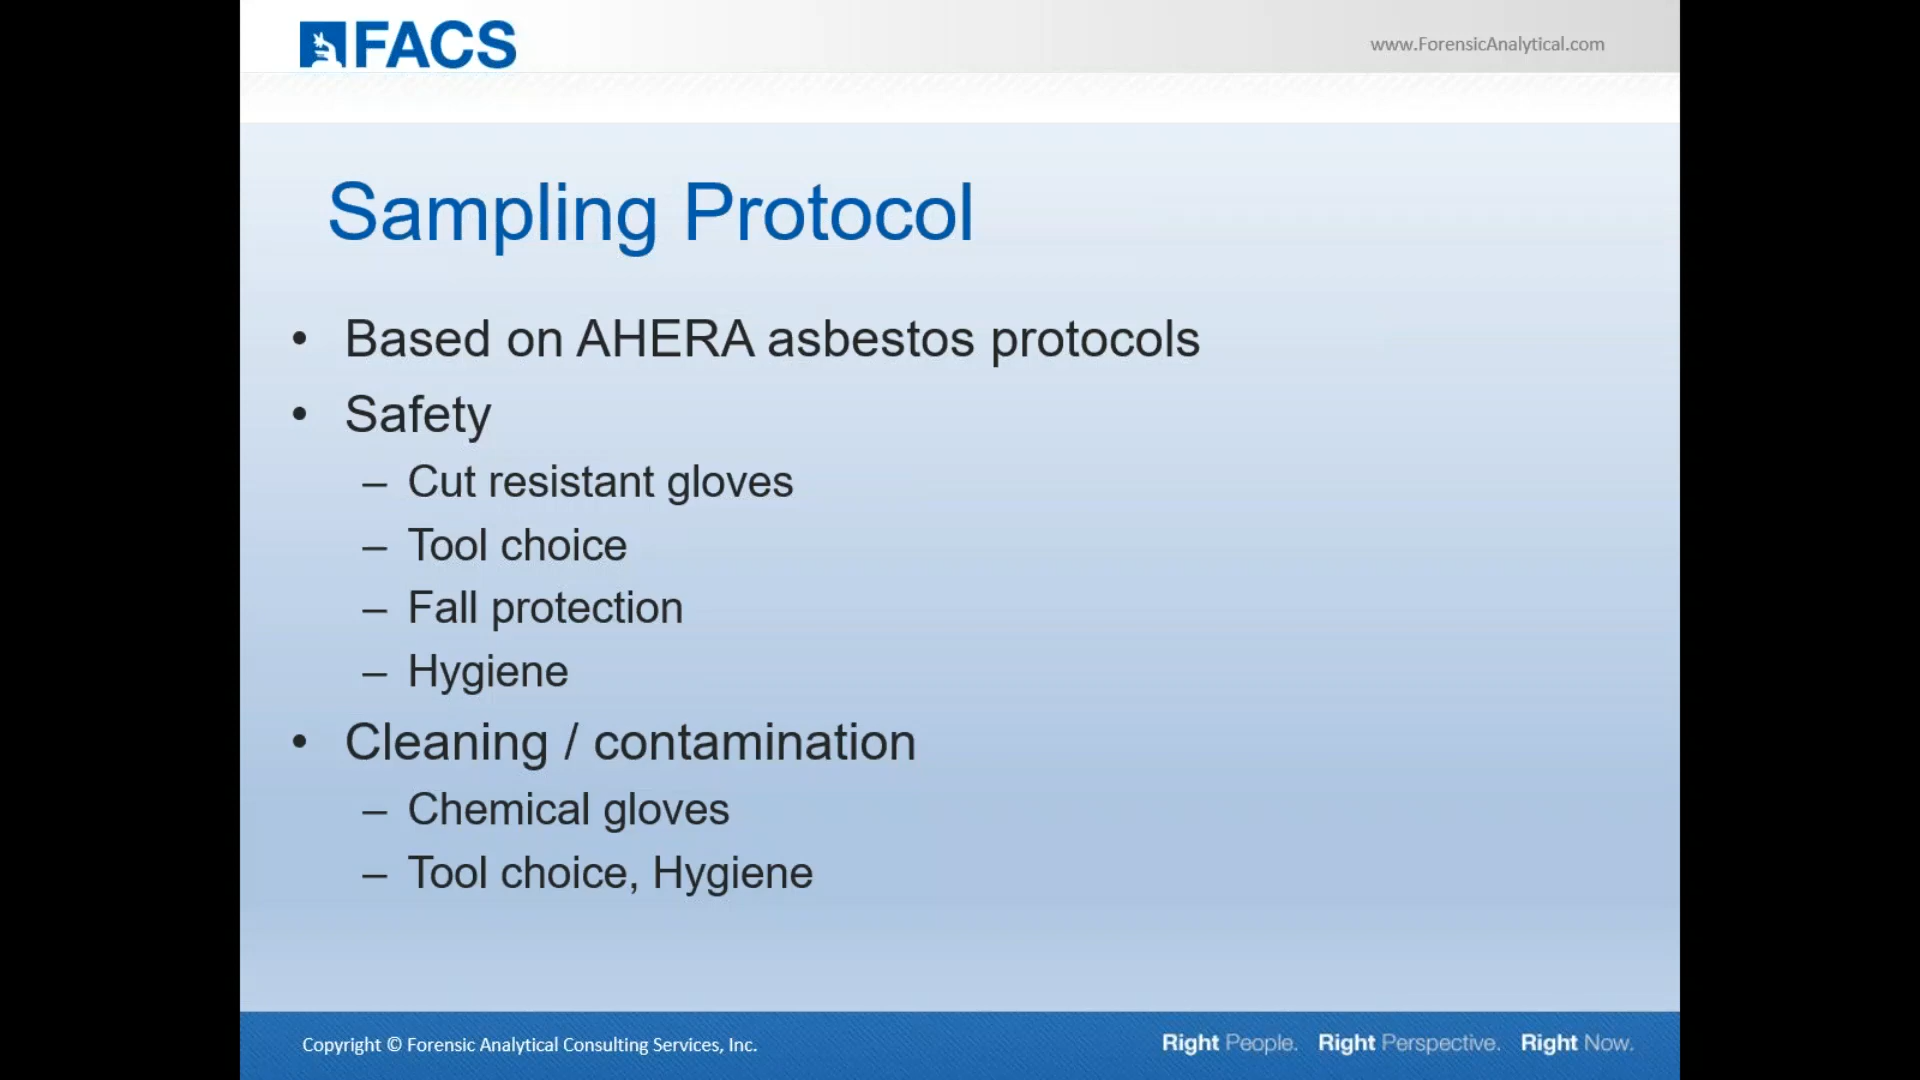 FACS
www.ForensicAnalytical.com
Sampling Protocol
• Based on AHERA asbestos protocols
• Safety
– Cut resistant gloves
– Tool choice
– Fall protection
– Hygiene
• Cleaning / contamination
– Chemical gloves
– Tool choice, Hygiene
Copyright © Forensic Analytical Consulting Services, Inc.
Right People. Right Perspective. Right Now.